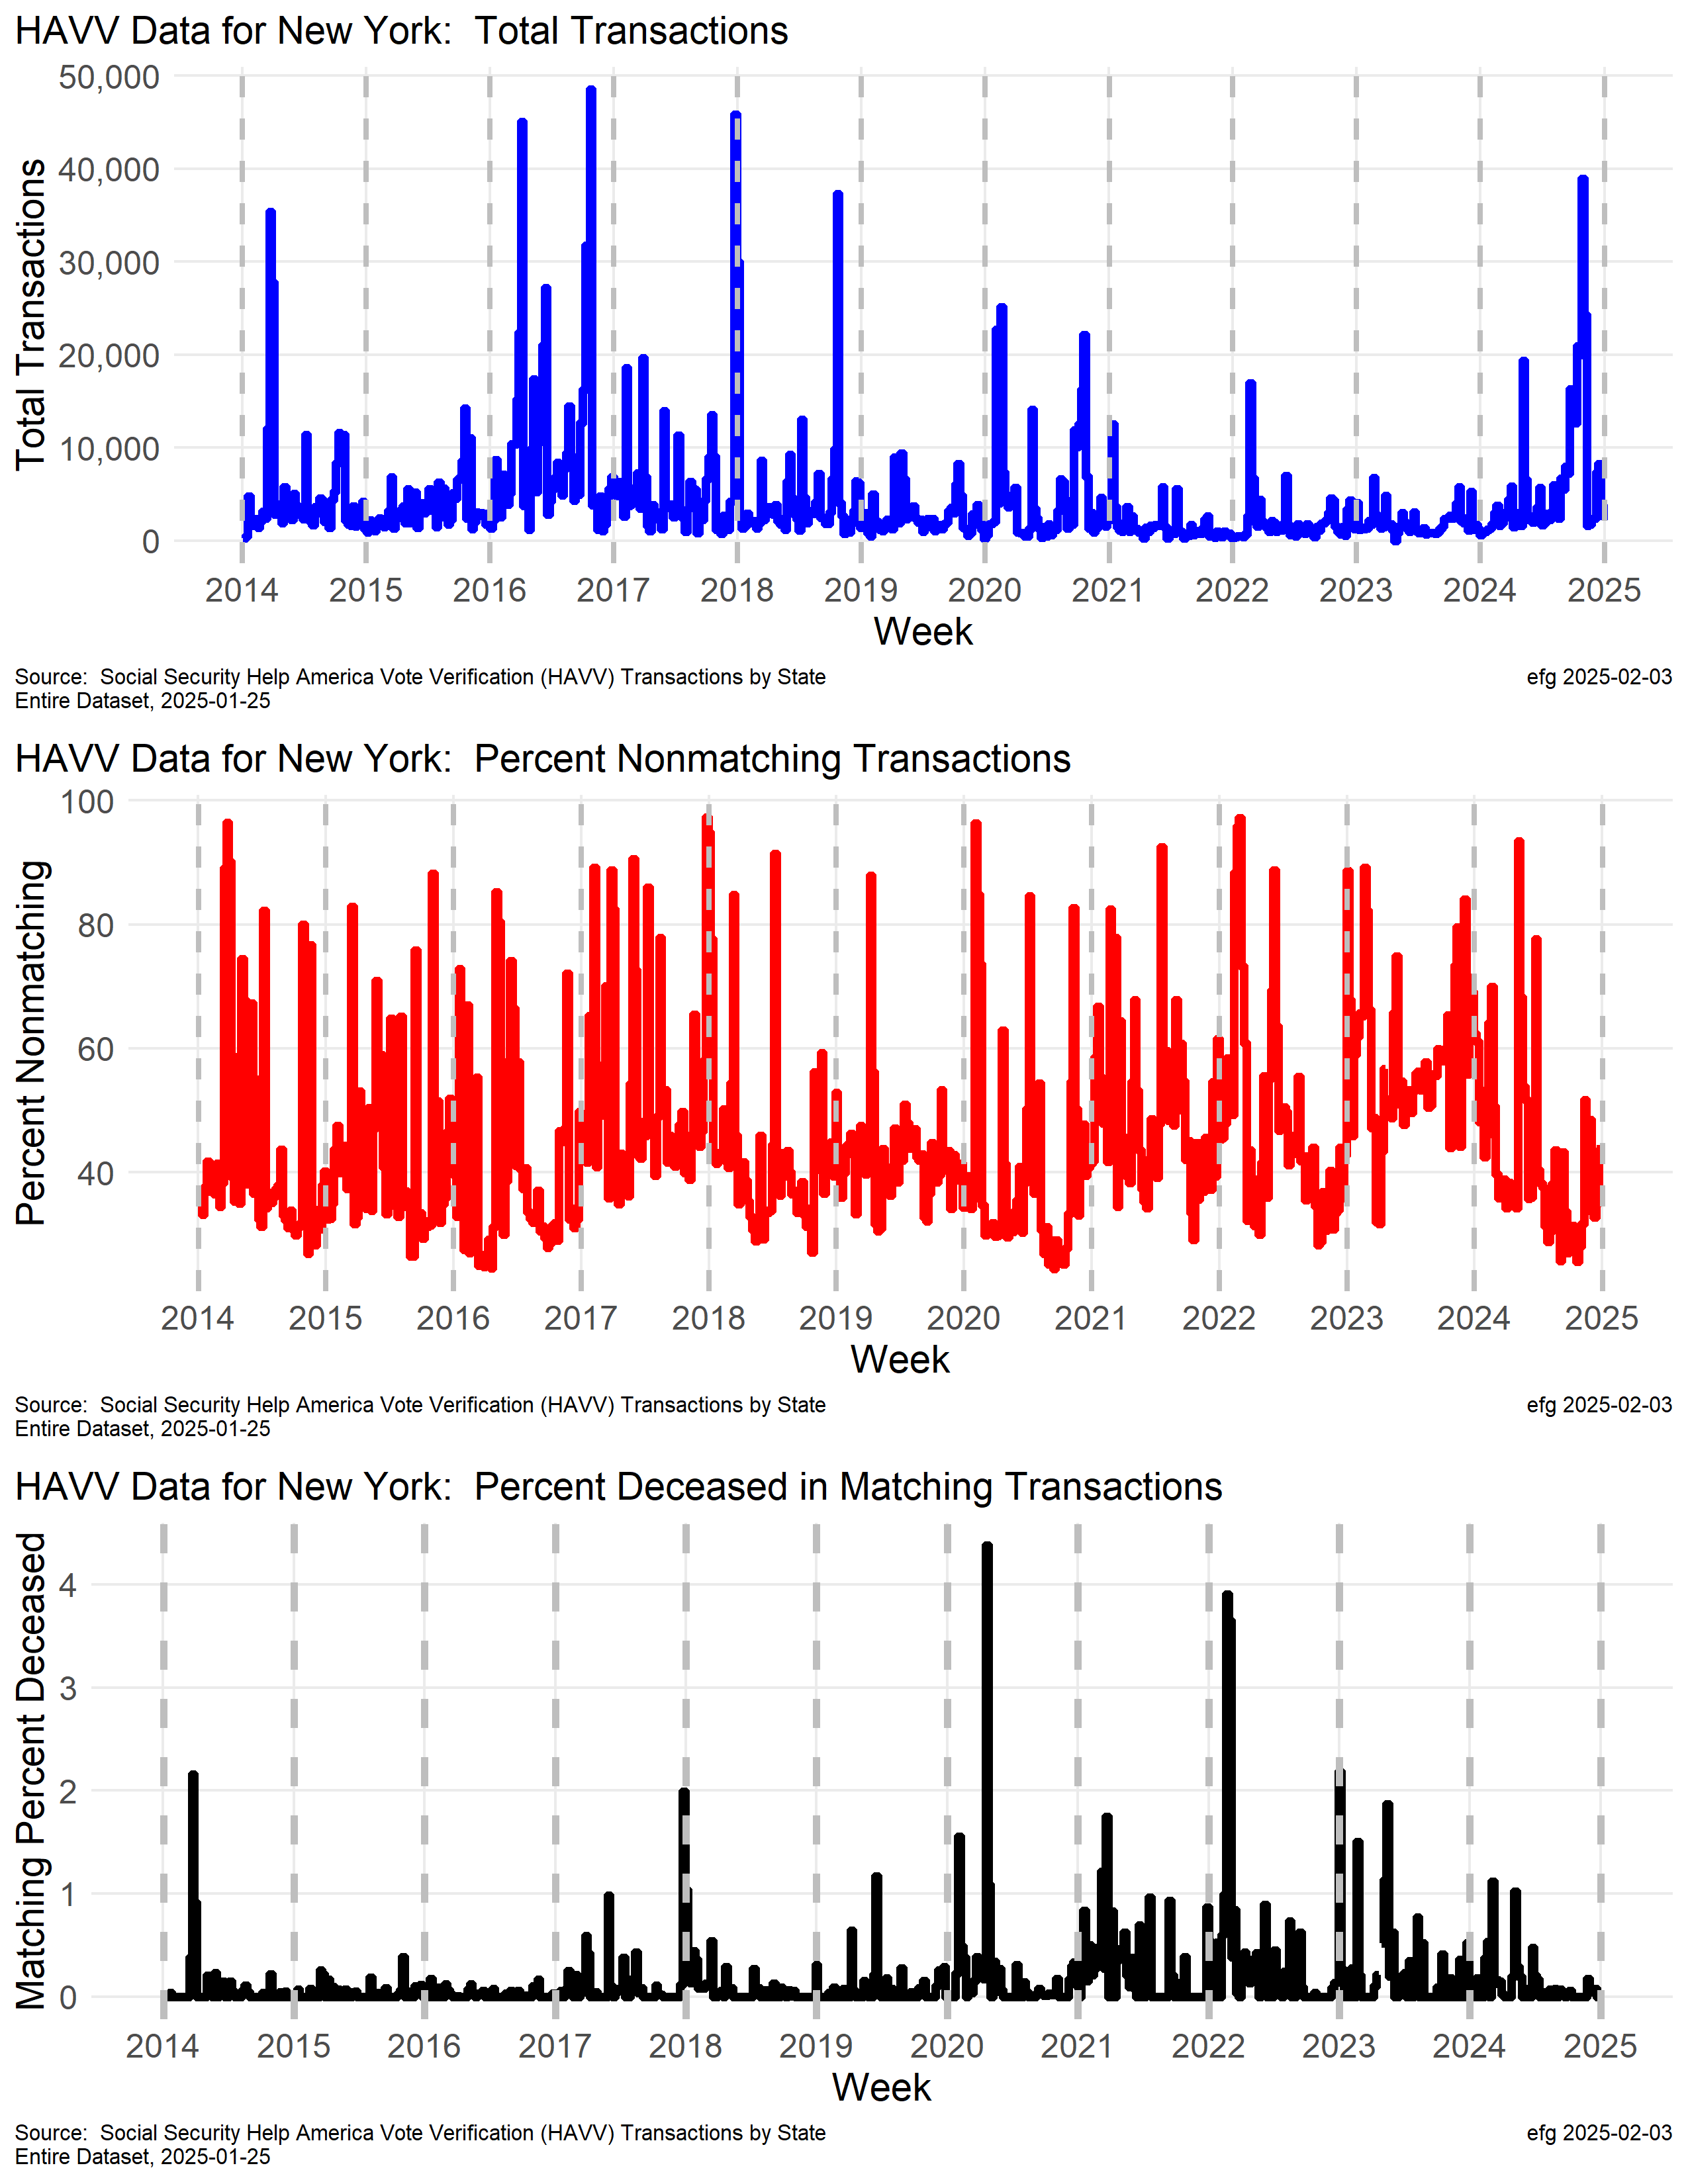 HAVV Data for New York:  Total Transactions
Total Transactions
50,000
40,000
30,000
20,000
10,000
0
2014 2015 2016 2017 2018 2019 2020 2021 2022 2023 2024 2025
Week
Source:  Social Security Help America Vote Verification (HAVV) Transactions by State
Entire Dataset, 2025-01-25
efg 2025-02-03
HAVV Data for New York:  Percent Nonmatching Transactions
Percent Nonmatching
100
80
60
40
2014 2015 2016 2017 2018 2019 2020 2021 2022 2023 2024 2025
Week
Source:  Social Security Help America Vote Verification (HAVV) Transactions by State
Entire Dataset, 2025-01-25
efg 2025-02-03
HAVV Data for New York:  Percent Deceased in Matching Transactions
Matching Percent Deceased
4
3
2
1
0
2014 2015 2016 2017 2018 2019 2020 2021 2022 2023 2024 2025
Week
Source:  Social Security Help America Vote Verification (HAVV) Transactions by State
Entire Dataset, 2025-01-25
efg 2025-02-03